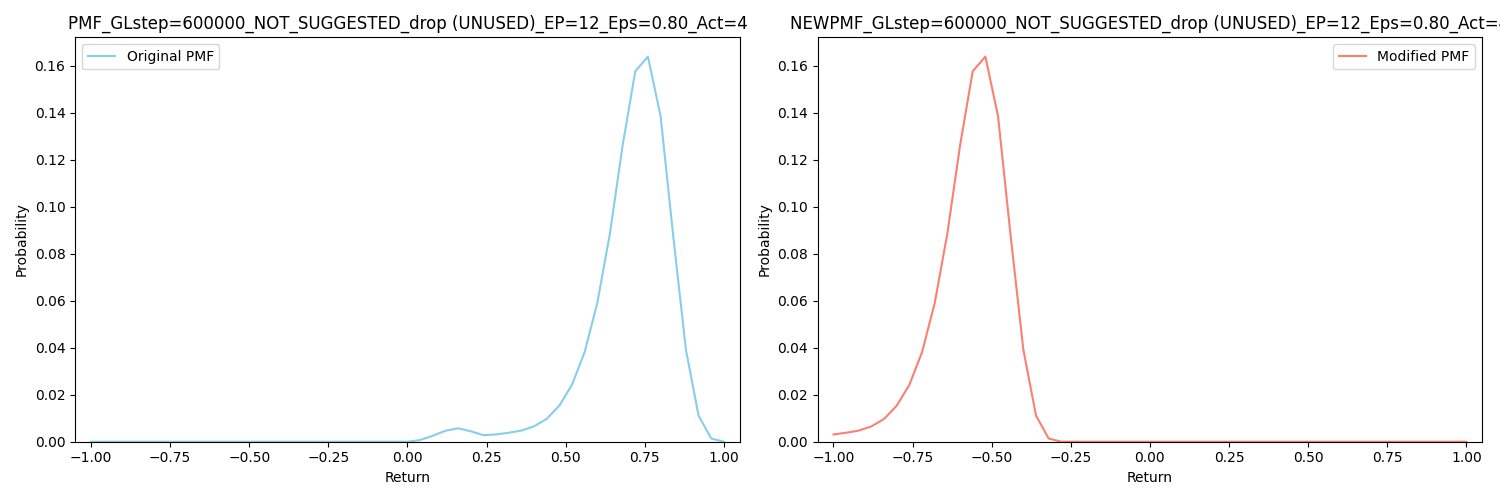 PMF_GLstep=600000_NOT_SUGGESTED_drop (UNUSED)_EP=12_Eps=0.80_Act=4
Original PMF
Probability
0.16
0.14
0.12
0.10
0.08
0.06
0.04
0.02
0.00
−1.00 −0.75 −0.50 −0.25 0.00 0.25 0.50 0.75 1.00
Return
NEWPMF_GLstep=600000_NOT_SUGGESTED_drop (UNUSED)_EP=12_Eps=0.80_Act=
Modified PMF
Probability
0.16
0.14
0.12
0.10
0.08
0.06
0.04
0.02
0.00
−1.00 −0.75 −0.50 −0.25 0.00 0.25 0.50 0.75 1.00
Return